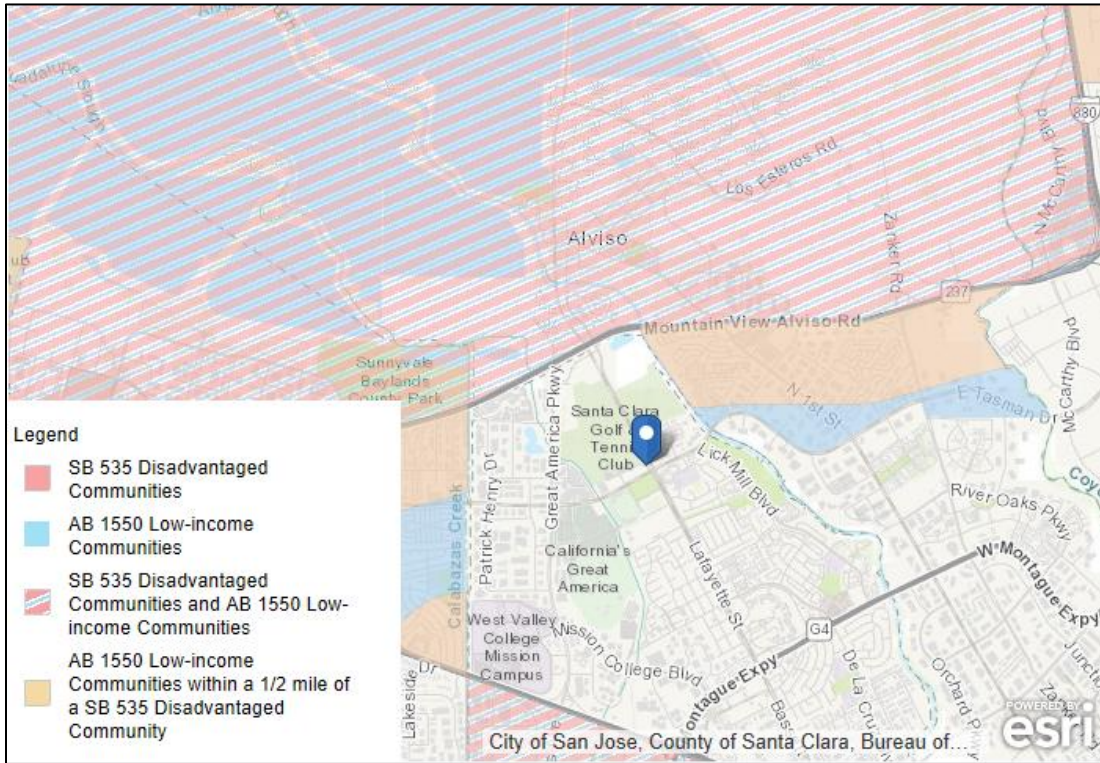 Guadalupe Slough
Los Esteros Rd
Alviso
Zanker Rd
N McCarthy Blvd
880
237
Mountain View Alviso Rd
Sunnyvale
Baylands
County Park
Great America Pkwy
Santa Clara
Golf &
Tennis
Club
N 1st St
E Tasman Dr
McCarthy Blvd
Patrick Henry Dr
Lick Mill Blvd
River Oaks Pkwy
Calabazas Creek
California's
Great
America
Lafayette St
W Montague Expy
G4
West Valley
College
Mission
Campus
Mission College Blvd
Montague Expy
De La Cruz
Orchard P
Lakeside
Dr
Legend
SB 535 Disadvantaged
Communities
AB 1550 Low-income
Communities
SB 535 Disadvantaged
Communities and AB 1550 Low-
income Communities
AB 1550 Low-income
Communities within a 1/2 mile of
a SB 535 Disadvantaged
Community
City of San Jose, County of Santa Clara, Bureau of...
POWERED BY
esri